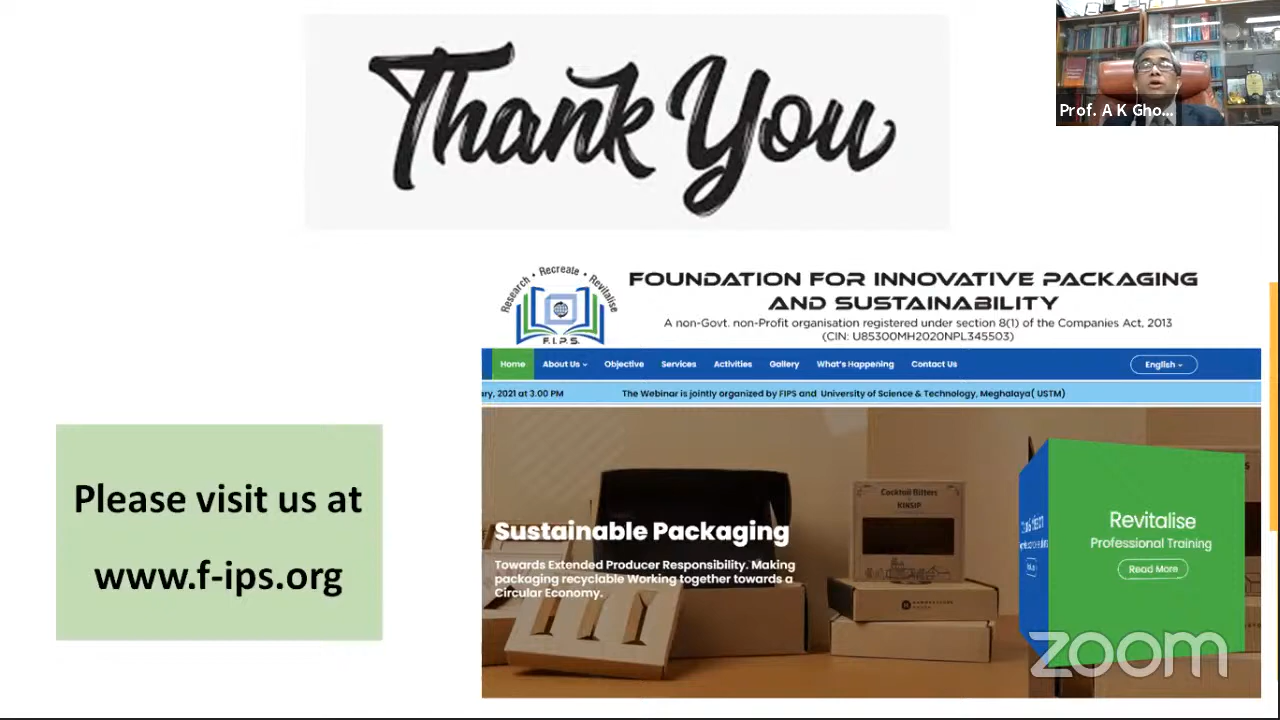 Thank You
Prof. A K Gho...
Research • Recreate • Revitalise
F.I.P.S.
FOUNDATION FOR INNOVATIVE PACKAGING
AND SUSTAINABILITY
A non-Govt. non-Profit organisation registered under section 8(1) of the Companies Act, 2013
(CIN: U85300MH2020NPL345503)
Home About Us Objective Services Activities Gallery What's Happening Contact Us English
ry, 2021 at 3.00 PM The Webinar is jointly organized by FIPS and University of Science & Technology, Meghalaya( USTM)
Please visit us at
www.f-ips.org
Cocktail Bitters
KINSIP
Sustainable Packaging
Towards Extended Producer Responsibility. Making
packaging recyclable Working together towards a
Circular Economy.
Revitalise
Professional Training
Read More
zoom